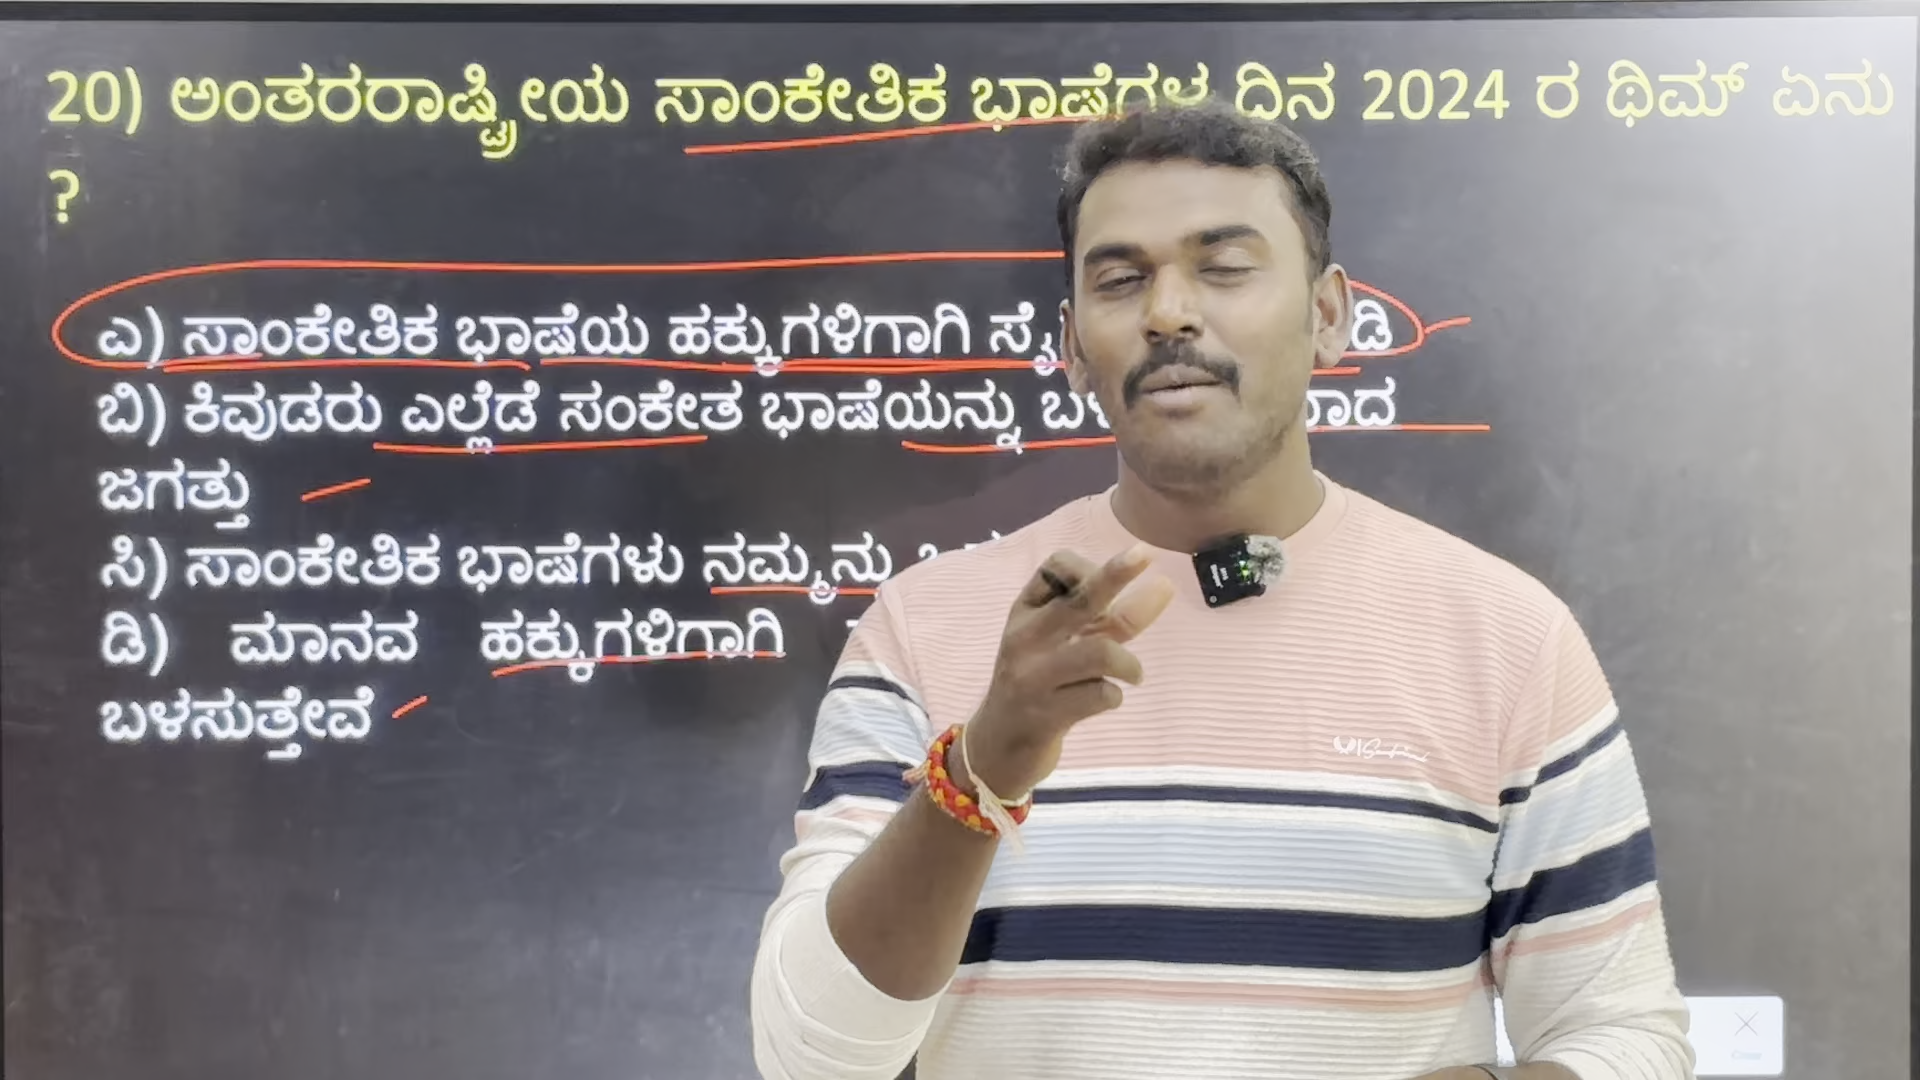 20) ಅಂತರರಾಷ್ಟ್ರೀಯ ಸಾಂಕೇತಿಕ ಭಾಷೆಗಳ ದಿನ 2024 ರ ಥಿಮ್ ಏನು
?
ಎ) ಸಾಂಕೇತಿಕ ಭಾಷೆಯ ಹಕ್ಕುಗಳಿಗಾಗಿ
ಬಿ) ಕಿವುಡರು ಎಲ್ಲೆಡೆ ಸಂಕೇತ ಭಾಷೆಯನ್ನು
ಜಗತ್ತು
ಸಿ) ಸಾಂಕೇತಿಕ ಭಾಷೆಗಳು ನಮ್ಮನು
ಡಿ) ಮಾನವ ಹಕ್ಕುಗಳಿಗಾಗಿ
ಬಳಸುತ್ತೇವೆ